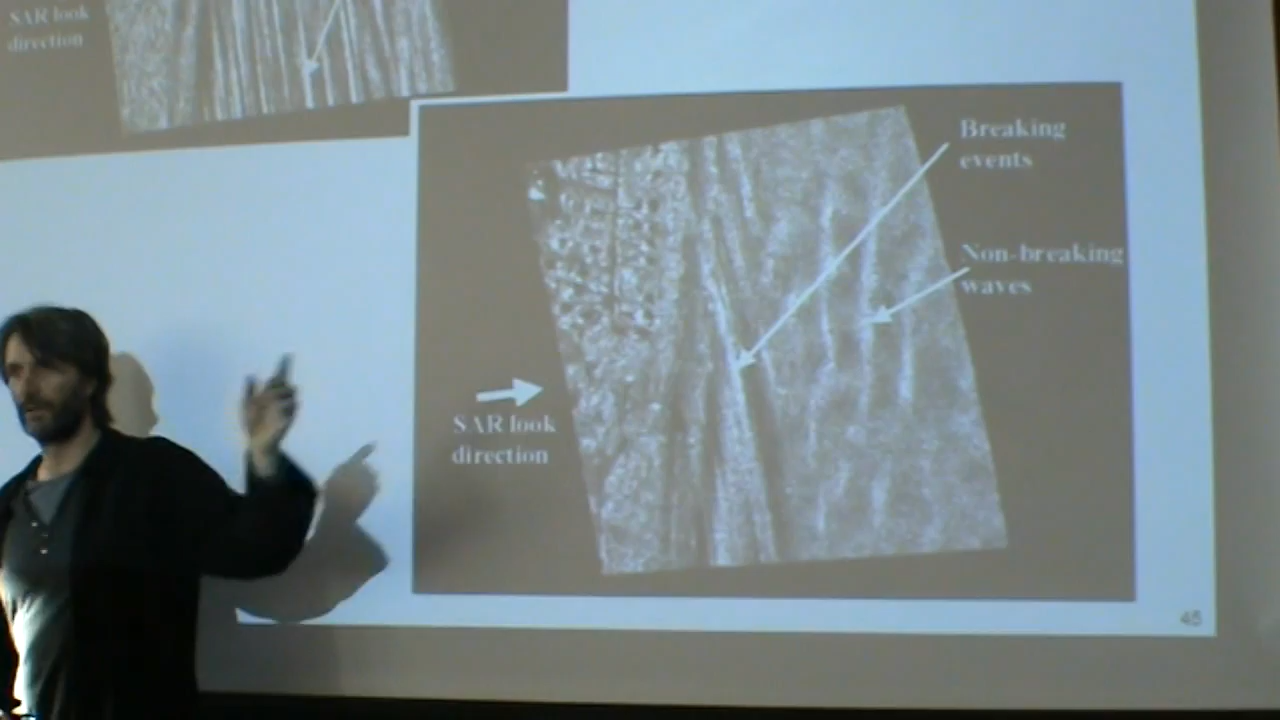 SAR look
direction
Breaking
events
Non-breaking
waves
SAR look
direction
45